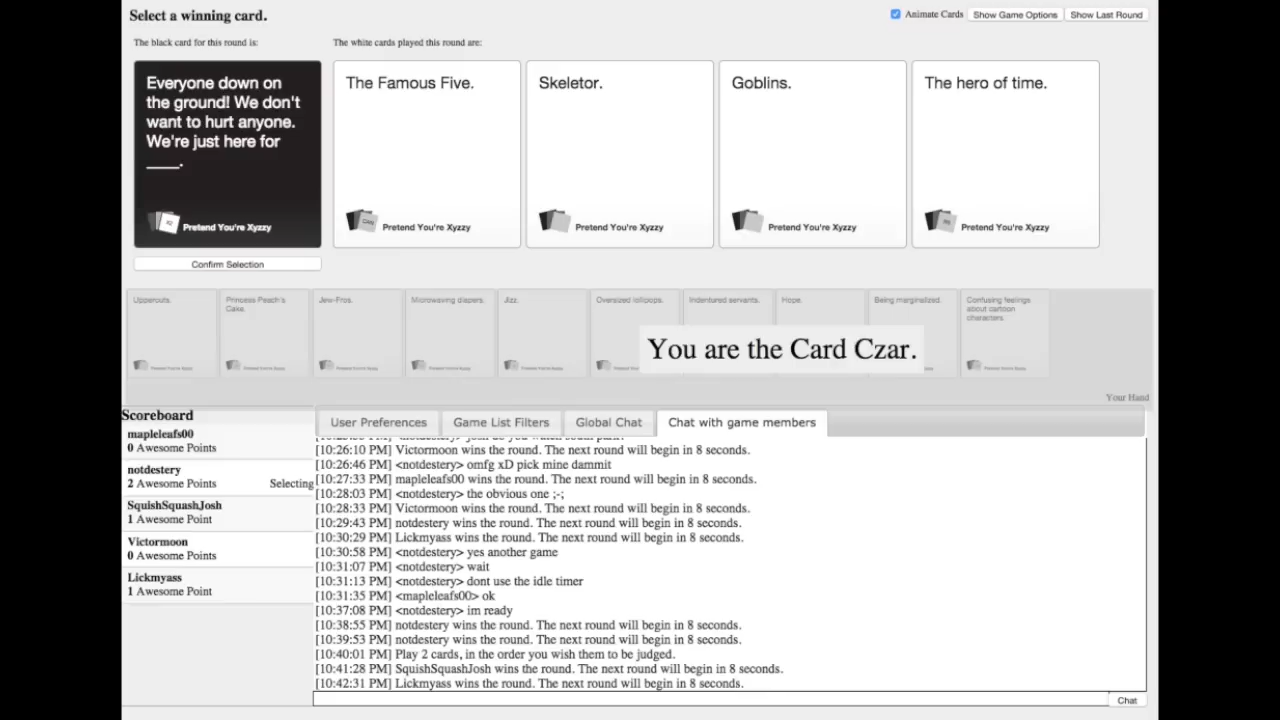 Select a winning card.
Animate Cards
Show Game Options
Show Last Round
The black card for this round is:
The white cards played this round are:
Everyone down on
the ground! We don't
want to hurt anyone.
We're just here for
____.
Pretend You're Xyzzy
The Famous Five.
Pretend You're Xyzzy
Skeletor.
Pretend You're Xyzzy
Goblins.
Pretend You're Xyzzy
The hero of time.
Pretend You're Xyzzy
Confirm Selection
Uppercuts.
Princess Peach's
Cake.
Jew-Fros.
Microwaving diapers.
Jizz.
Oversized lollipops.
Indentured servants.
Hope.
Being marginalized.
Confusing feelings
about cartoon
characters.
You are the Card Czar.
Your Hand
Scoreboard
mapleleafs00
0 Awesome Points
notdestery
2 Awesome Points
Selecting
SquishSquashJosh
1 Awesome Point
Victormoon
0 Awesome Points
Lickmyass
1 Awesome Point
User Preferences
Game List Filters
Global Chat
Chat with game members
[10:26:10 PM] Victormoon wins the round. The next round will begin in 8 seconds.
[10:26:46 PM] <notdestery> omfg xD pick mine dammit
[10:27:33 PM] mapleleafs00 wins the round. The next round will begin in 8 seconds.
[10:28:03 PM] <notdestery> the obvious one ;-;
[10:28:33 PM] Victormoon wins the round. The next round will begin in 8 seconds.
[10:29:43 PM] notdestery wins the round. The next round will begin in 8 seconds.
[10:30:29 PM] Lickmyass wins the round. The next round will begin in 8 seconds.
[10:30:58 PM] <notdestery> yes another game
[10:31:07 PM] <notdestery> wait
[10:31:13 PM] <notdestery> dont use the idle timer
[10:31:35 PM] <mapleleafs00> ok
[10:37:08 PM] <notdestery> im ready
[10:38:55 PM] notdestery wins the round. The next round will begin in 8 seconds.
[10:39:53 PM] notdestery wins the round. The next round will begin in 8 seconds.
[10:40:01 PM] Play 2 cards, in the order you wish them to be judged.
[10:41:28 PM] SquishSquashJosh wins the round. The next round will begin in 8 seconds.
[10:42:31 PM] Lickmyass wins the round. The next round will begin in 8 seconds.
Chat